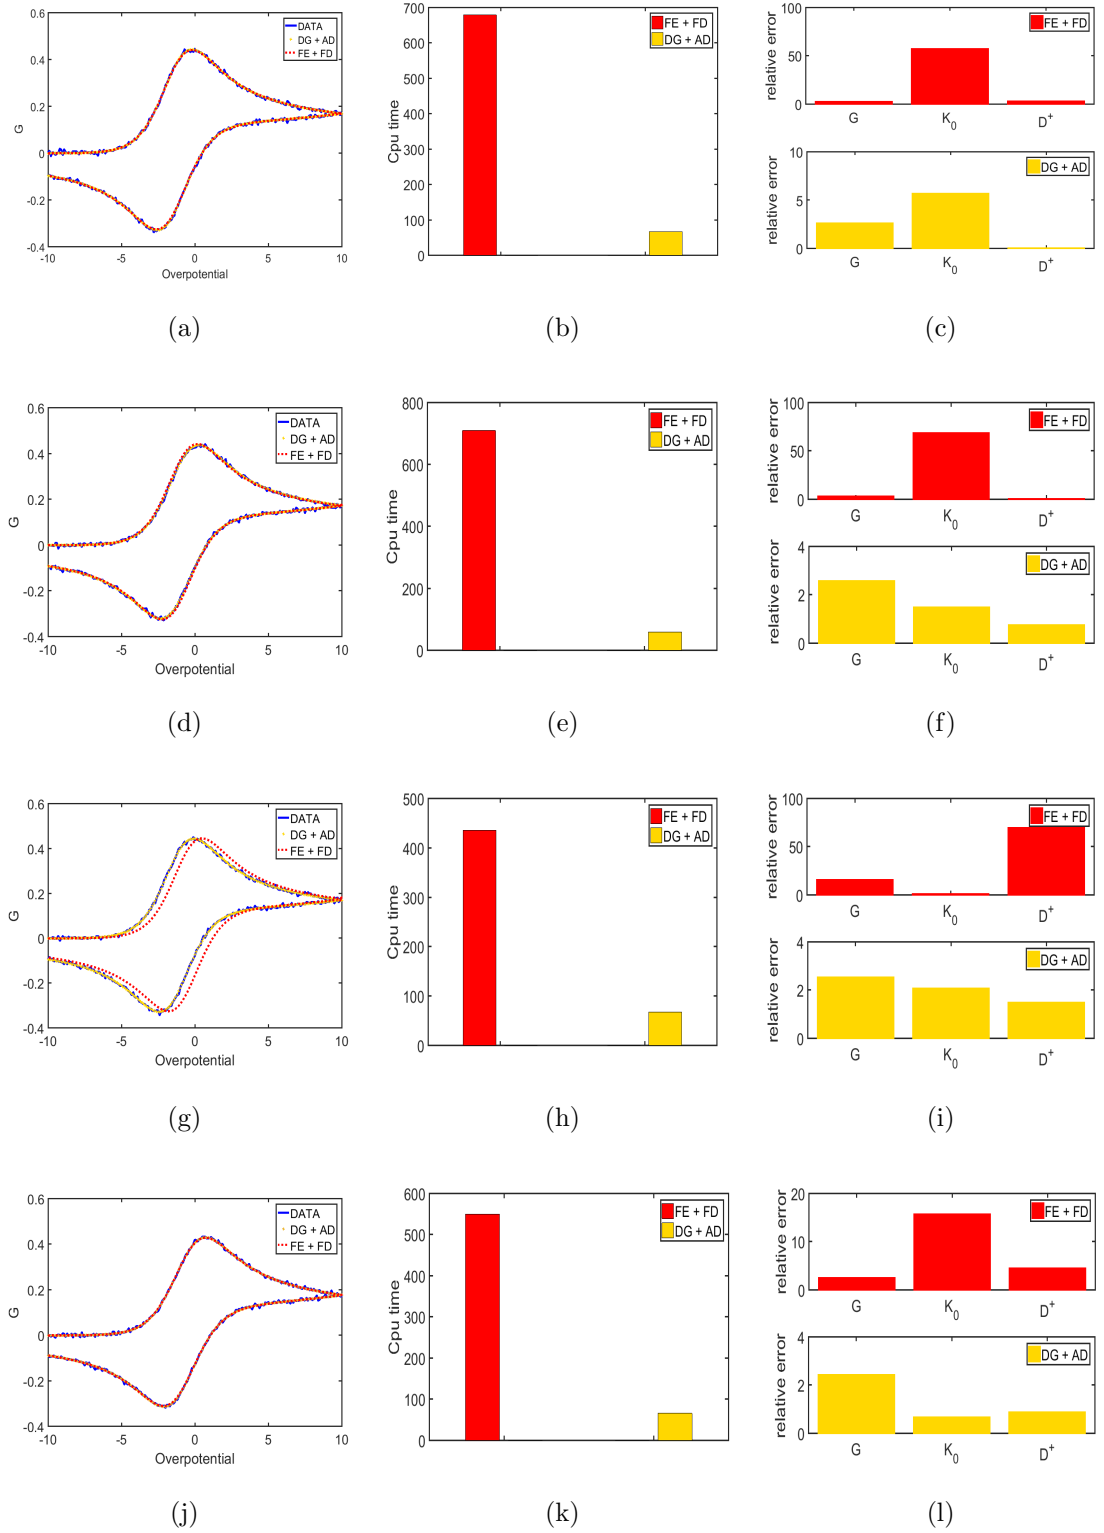 0.6
0.4
0.2
0
-0.2
-0.4
-10
-5
0
5
10
G
Overpotential
DATA
DG + AD
FE + FD
(a)
700
600
500
400
300
200
100
0
Cpu time
FE + FD
DG + AD
(b)
100
50
0
relative error
FE + FD
G
K0
D+
10
5
0
relative error
DG + AD
G
K0
D+
(c)
0.6
0.4
0.2
0
-0.2
-0.4
-10
-5
0
5
10
G
Overpotential
DATA
DG + AD
FE + FD
(d)
800
600
400
200
0
Cpu time
FE + FD
DG + AD
(e)
100
50
0
relative error
FE + FD
G
K0
D+
4
2
0
relative error
DG + AD
G
K0
D+
(f)
0.6
0.4
0.2
0
-0.2
-0.4
-10
-5
0
5
10
G
Overpotential
DATA
DG + AD
FE + FD
(g)
500
400
300
200
100
0
Cpu time
FE + FD
DG + AD
(h)
100
50
0
relative error
FE + FD
G
K0
D+
4
2
0
relative error
DG + AD
G
K0
D+
(i)
0.6
0.4
0.2
0
-0.2
-0.4
-10
-5
0
5
10
G
Overpotential
DATA
DG + AD
FE + FD
(j)
600
500
400
300
200
100
0
Cpu time
FE + FD
DG + AD
(k)
20
10
0
relative error
FE + FD
G
K0
D+
4
2
0
relative error
DG + AD
G
K0
D+
(l)